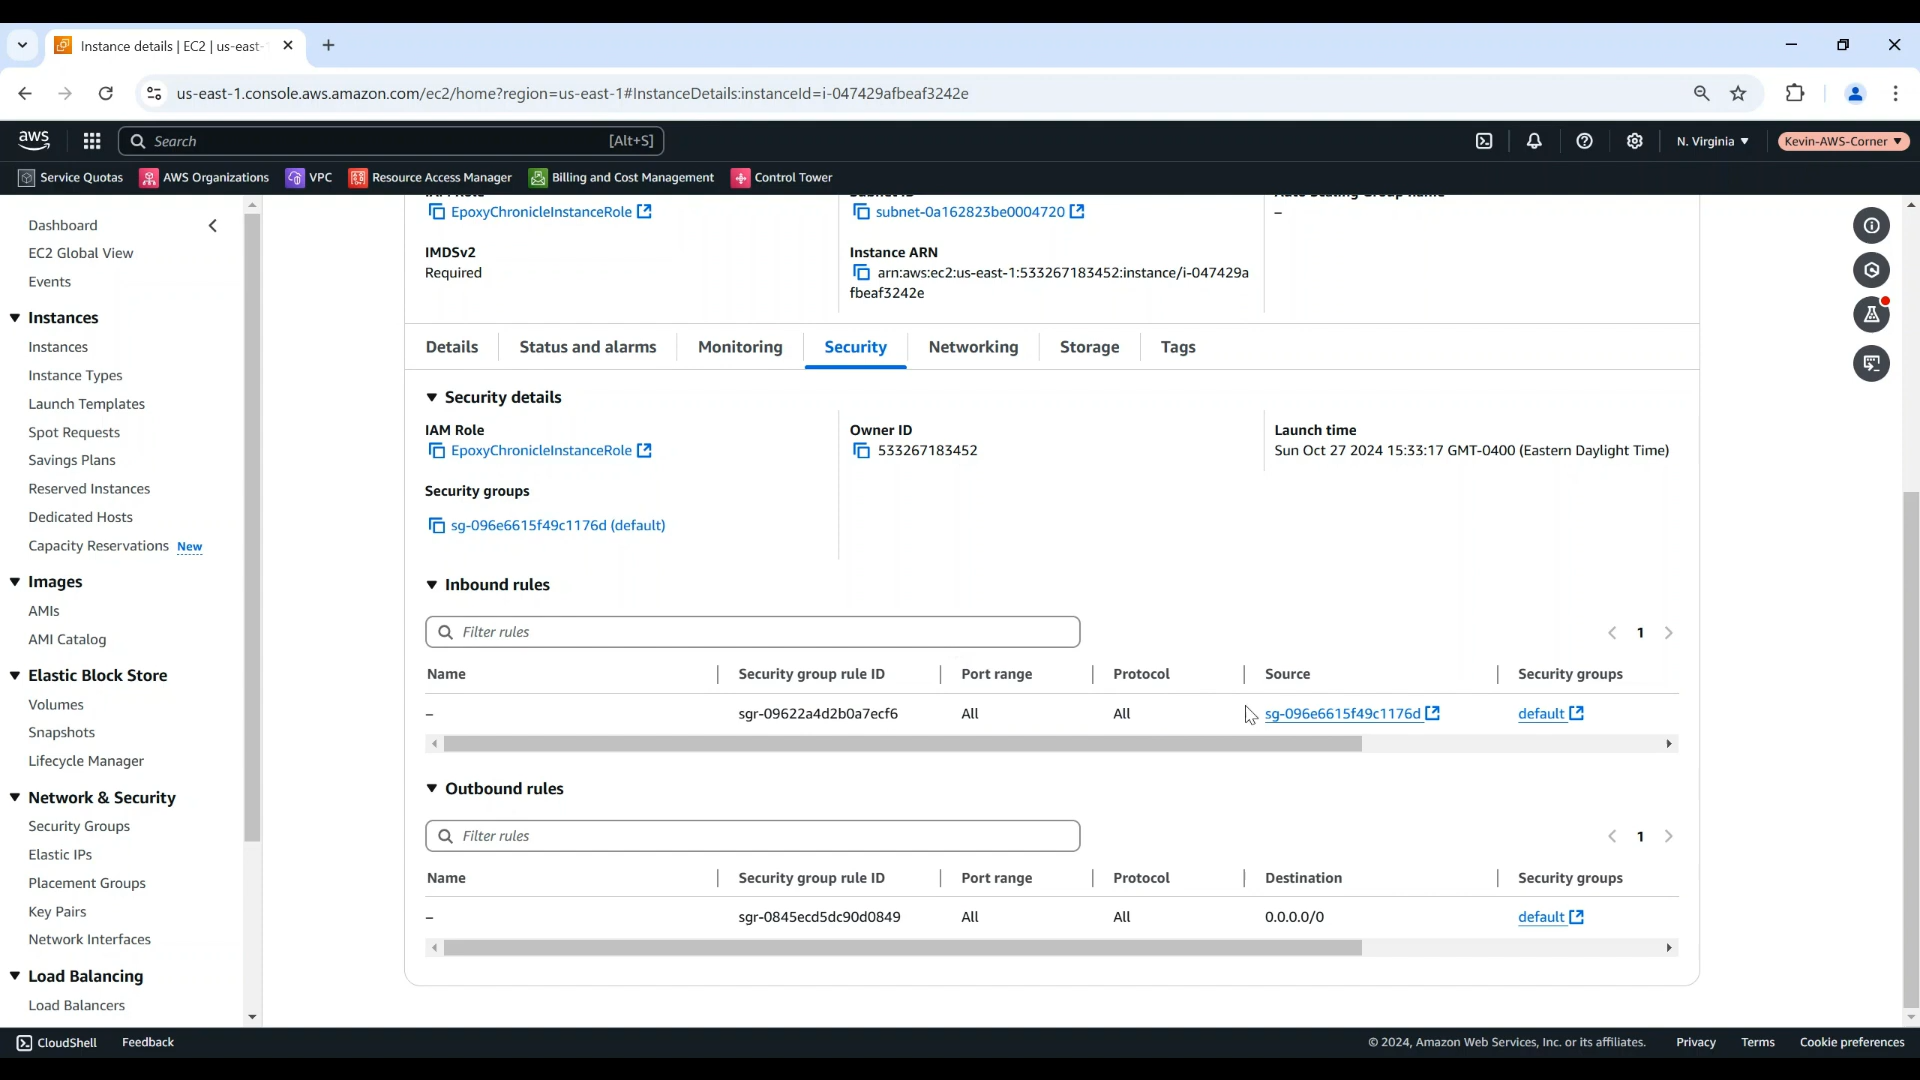 Instance details | EC2 | us-east-
us-east-1.console.aws.amazon.com/ec2/home?region=us-east-1#InstanceDetails:instanceId=i-047429afbeaf3242e
aws
Search [Alt+S]
N. Virginia
Kevin-AWS-Corner
Service Quotas AWS Organizations VPC Resource Access Manager Billing and Cost Management Control Tower
Dashboard
EC2 Global View
Events
Instances
Instances
Instance Types
Launch Templates
Spot Requests
Savings Plans
Reserved Instances
Dedicated Hosts
Capacity Reservations New
Images
AMIs
AMI Catalog
Elastic Block Store
Volumes
Snapshots
Lifecycle Manager
Network & Security
Security Groups
Elastic IPs
Placement Groups
Key Pairs
Network Interfaces
Load Balancing
Load Balancers
IAM Role Subnet ID Auto Scaling Group name
EpoxyChronicleInstanceRole subnet-0a162823be0004720 –
IMDSv2
Required
Instance ARN
arn:aws:ec2:us-east-1:533267183452:instance/i-047429a
fbeaf3242e
Details Status and alarms Monitoring Security Networking Storage Tags
Security details
IAM Role
EpoxyChronicleInstanceRole
Owner ID
533267183452
Launch time
Sun Oct 27 2024 15:33:17 GMT-0400 (Eastern Daylight Time)
Security groups
sg-096e6615f49c1176d (default)
Inbound rules
Filter rules
1
Name Security group rule ID Port range Protocol Source Security groups
– sgr-09622a4d2b0a7ecf6 All All sg-096e6615f49c1176d default
Outbound rules
Filter rules
1
Name Security group rule ID Port range Protocol Destination Security groups
– sgr-0845ecd5dc90d0849 All All 0.0.0.0/0 default
CloudShell Feedback © 2024, Amazon Web Services, Inc. or its affiliates. Privacy Terms Cookie preferences